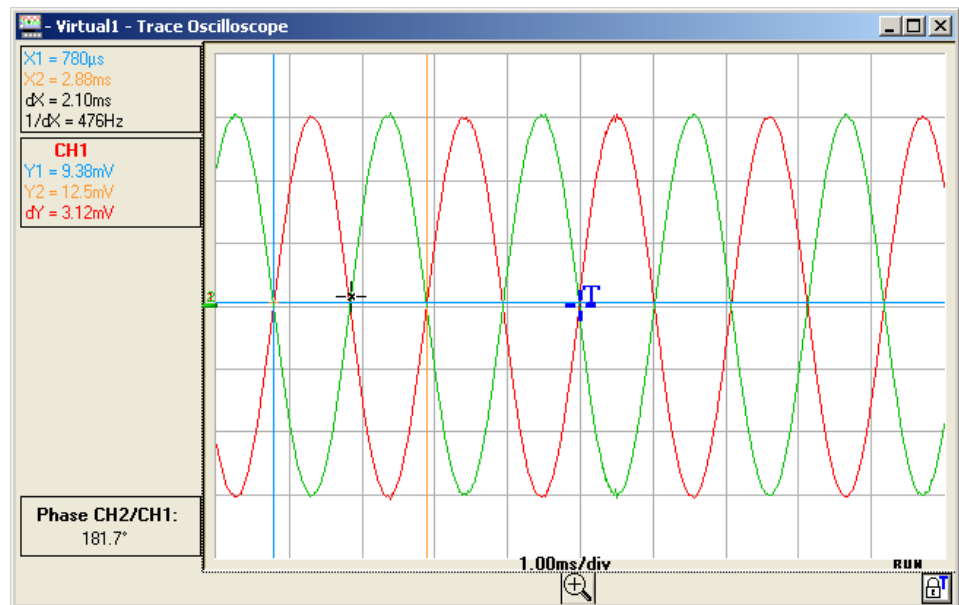 - Virtual1 - Trace Oscilloscope
X1 = 780µs
X2 = 2.88ms
dX = 2.10ms
1/dX = 476Hz
CH1
Y1 = 9.38mV
Y2 = 12.5mV
dY = 3.12mV
2
T
Phase CH2/CH1:
181.7°
1.00ms/div
RUN
T